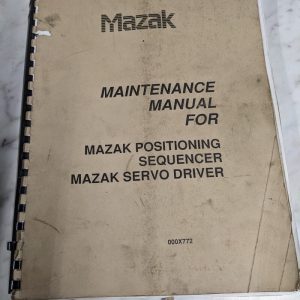 Mazak
MAINTENANCE
MANUAL
FOR
MAZAK POSITIONING
SEQUENCER
MAZAK SERVO DRIVER
000X772